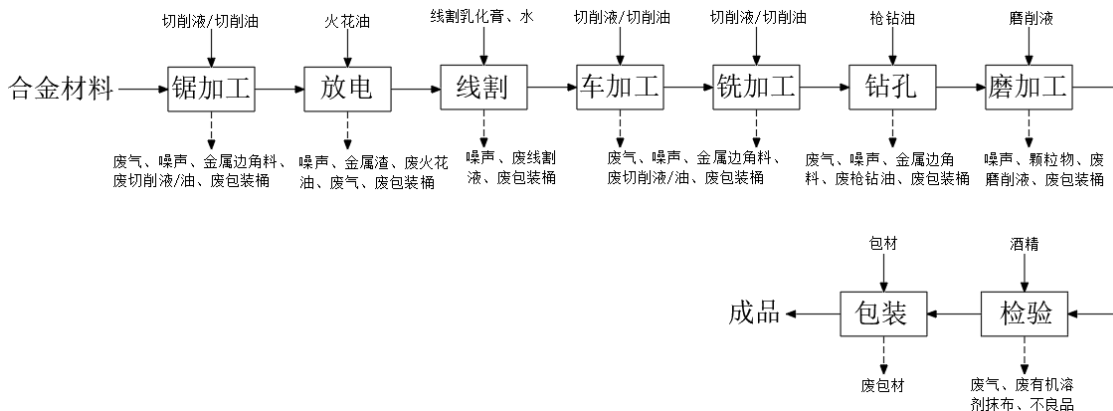 切削液/切削油
火花油
线割乳化膏、水
切削液/切削油
切削液/切削油
枪钻油
磨削液
合金材料
锯加工
放电
线割
车加工
铣加工
钻孔
磨加工
废气、噪声、金属边角料、
废切削液/油、废包装桶
噪声、金属渣、废火花
油、废气、废包装桶
噪声、废线割
液、废包装桶
废气、噪声、金属边角料、
废切削液/油、废包装桶
废气、噪声、金属边角
料、废枪钻油、废包装桶
噪声、颗粒物、废
磨削液、废包装桶
包材
酒精
成品
包装
检验
废包材
废气、废有机溶
剂抹布、不良品